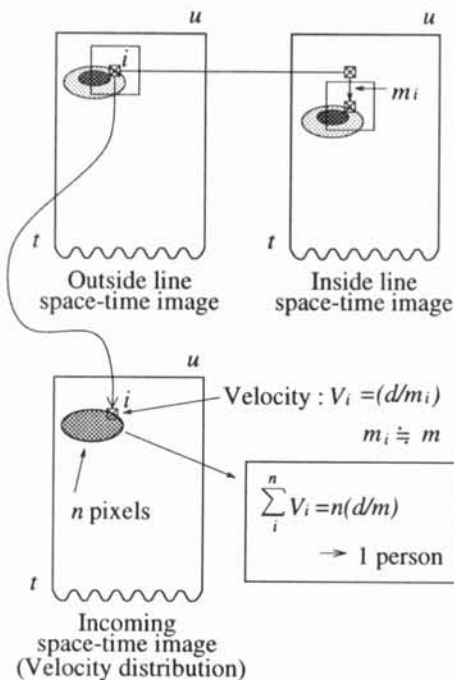 u
i
t
Outside line
space-time image
u
mᵢ
t
Inside line
space-time image
u
i
Velocity : Vᵢ =(d/mᵢ)
mᵢ ≒ m
n pixels
n
∑ Vᵢ =n(d/m)
i
→ 1 person
t
Incoming
space-time image
(Velocity distribution)